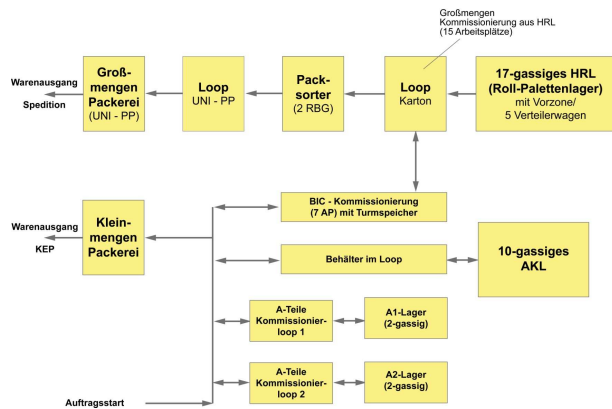 Großmengen
Kommissionierung aus HRL
(15 Arbeitsplätze)
Warenausgang
Spedition
Groß-
mengen
Packerei
(UNI - PP)
Loop
UNI - PP
Pack-
sorter
(2 RBG)
Loop
Karton
17-gassiges HRL
(Roll-Palettenlager)
mit Vorzone/
5 Verteilerwagen
BIC - Kommissionierung
(7 AP) mit Turmspeicher
Warenausgang
KEP
Klein-
mengen
Packerei
Behälter im Loop
10-gassiges
AKL
A-Teile
Kommissionier-
loop 1
A1-Lager
(2-gassig)
A-Teile
Kommissionier-
loop 2
A2-Lager
(2-gassig)
Auftragsstart